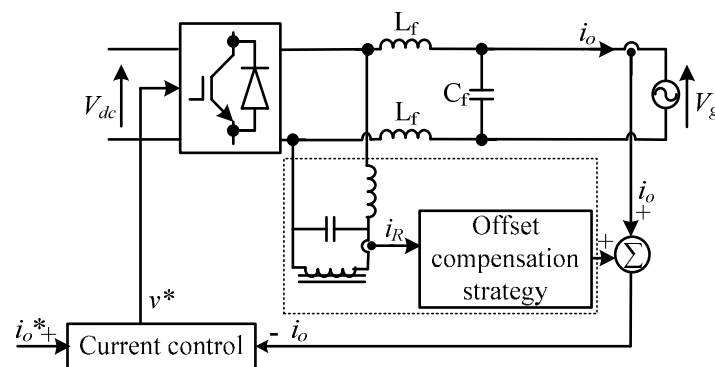 L_f
i_o
V_dc
C_f
V_g
L_f
i_o
+
i_R
Offset
compensation
strategy
+
Σ
v*
i_o*
+
Current control
- i_o